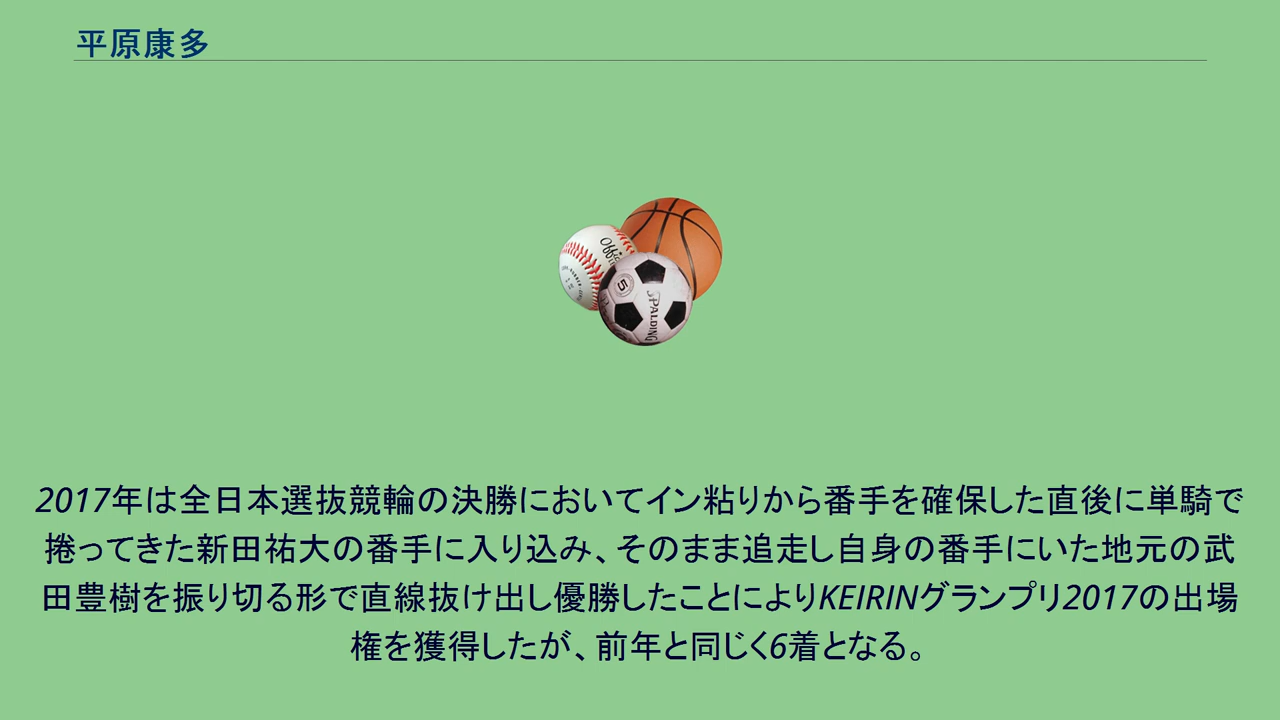 平原康多
Offic
5
SPALDING
2017年は全日本選抜競輪の決勝においてイン粘りから番手を確保した直後に単騎で
捲ってきた新田祐大の番手に入り込み、そのまま追走し自身の番手にいた地元の武
田豊樹を振り切る形で直線抜け出し優勝したことによりKEIRINグランプリ2017の出場
権を獲得したが、前年と同じく6着となる。